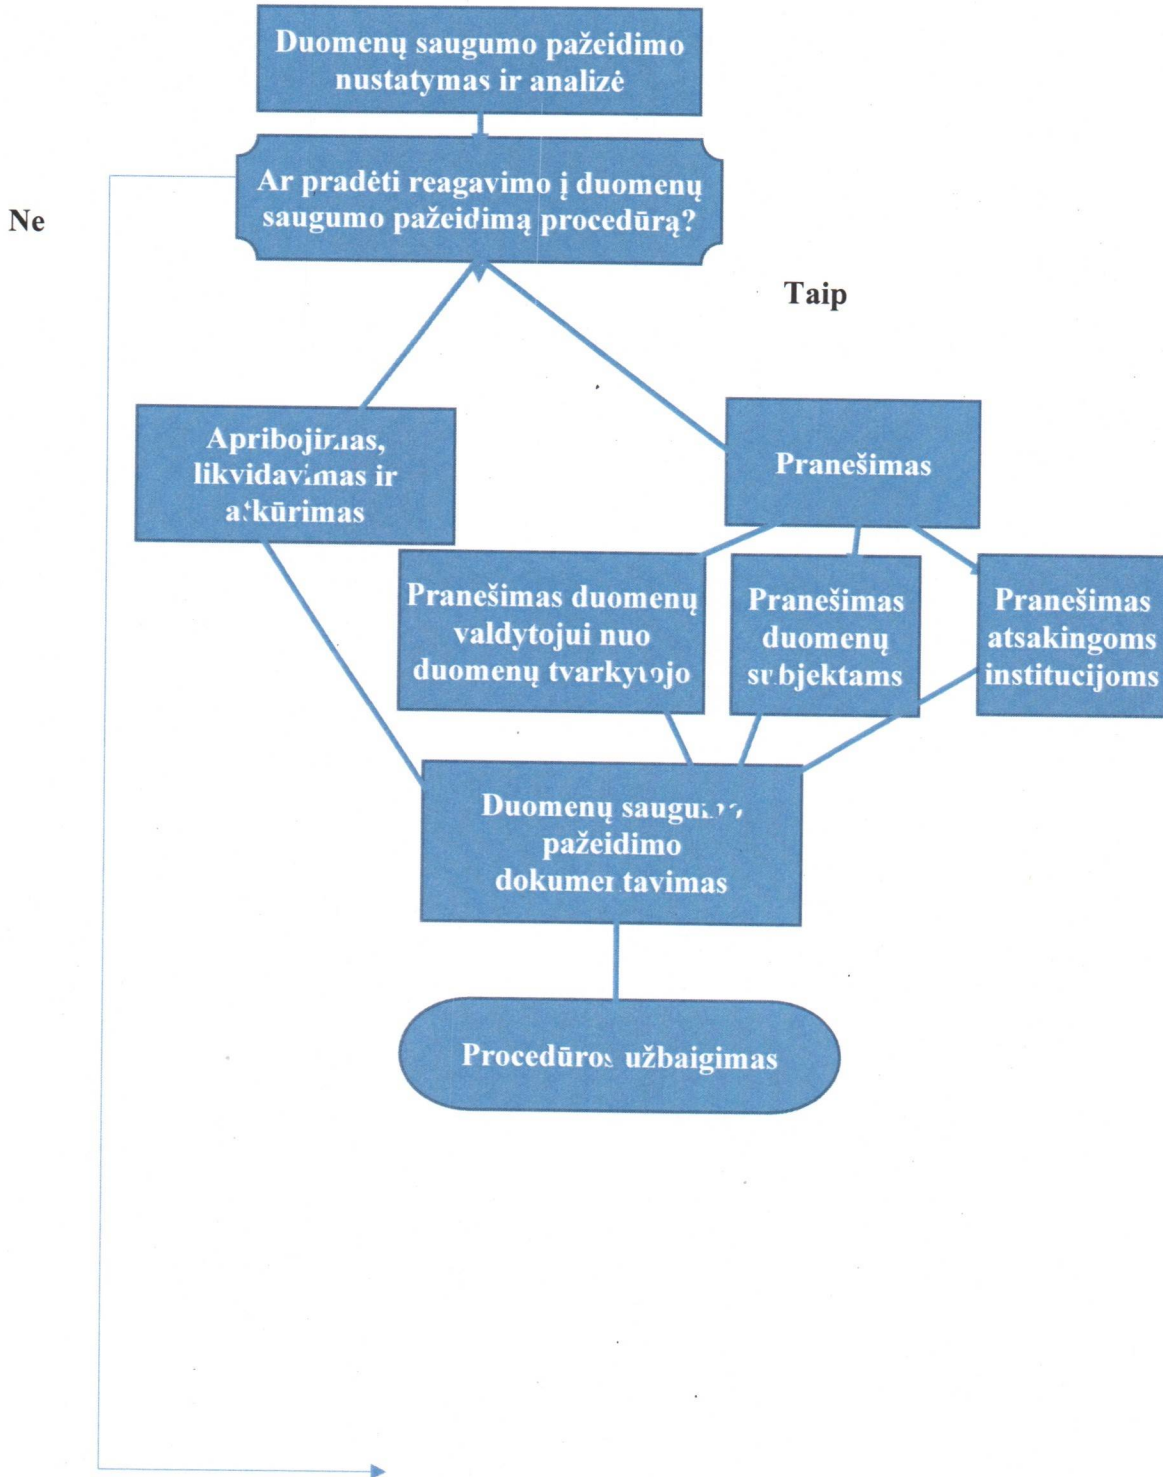 Duomenų saugumo pažeidimo
nustatymas ir analizė
Ar pradėti reagavimo į duomenų
saugumo pažeidimą procedūrą?
Ne
Taip
Apribojimas,
likvidavimas ir
atkūrimas
Pranešimas
Pranešimas duomenų
valdytojui nuo
duomenų tvarkytojo
Pranešimas
duomenų
subjektams
Pranešimas
atsakingoms
institucijoms
Duomenų saugumo
pažeidimo
dokumentavimas
Procedūros užbaigimas